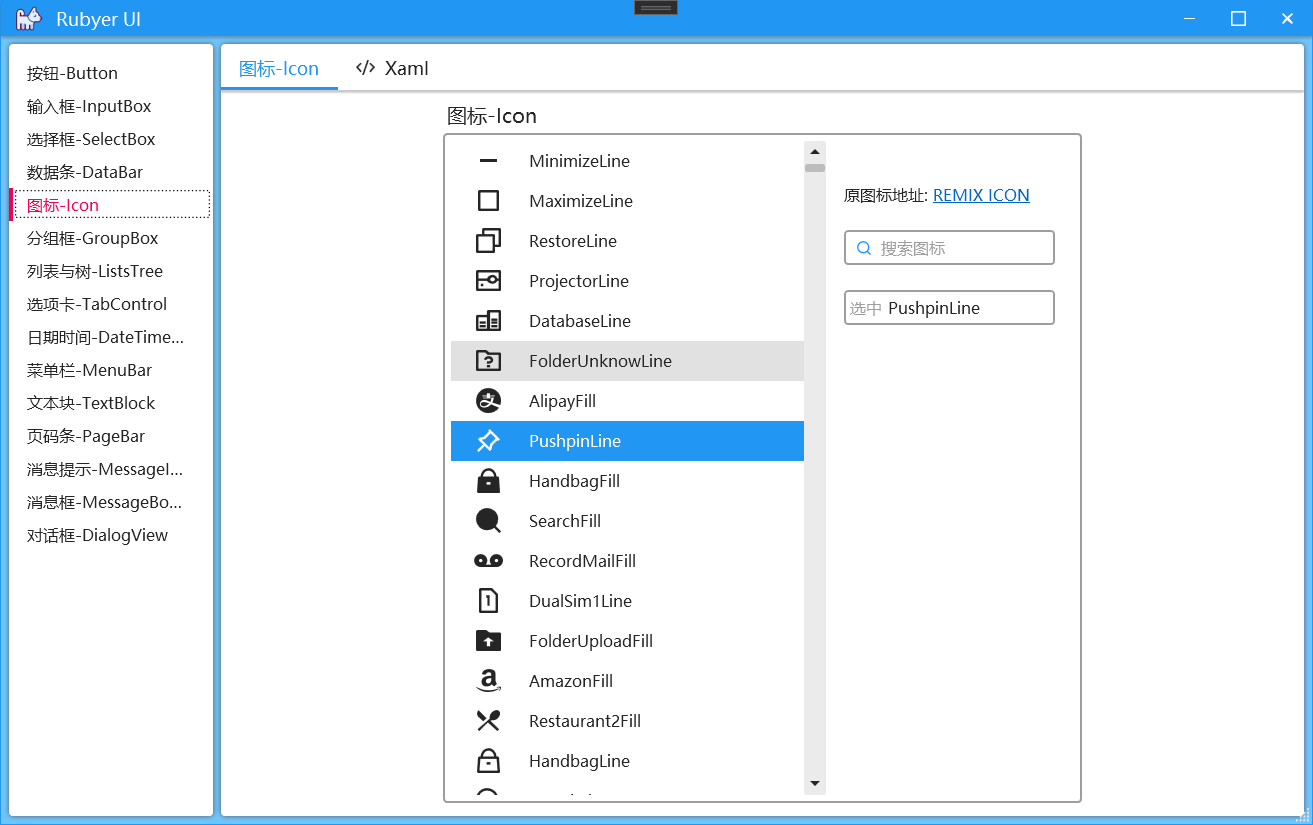 Rubyer UI
按钮-Button
输入框-InputBox
选择框-SelectBox
数据条-DataBar
图标-Icon
分组框-GroupBox
列表与树-ListsTree
选项卡-TabControl
日期时间-DateTime...
菜单栏-MenuBar
文本块-TextBlock
页码条-PageBar
消息提示-MessageI...
消息框-MessageBo...
对话框-DialogView
图标-Icon
</> Xaml
图标-Icon
MinimizeLine
MaximizeLine
RestoreLine
ProjectorLine
DatabaseLine
FolderUnknowLine
AlipayFill
PushpinLine
HandbagFill
SearchFill
RecordMailFill
DualSim1Line
FolderUploadFill
AmazonFill
Restaurant2Fill
HandbagLine
原图标地址: REMIX ICON
搜索图标
选中 PushpinLine